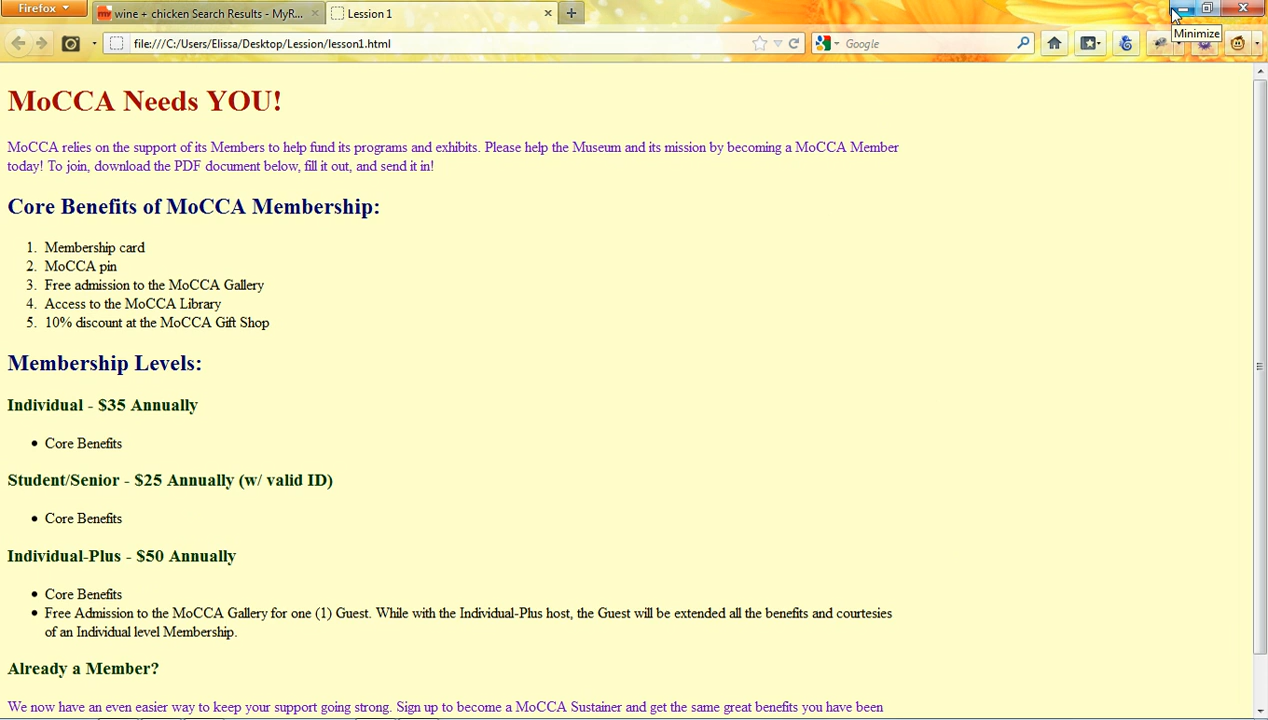 Firefox
wine + chicken Search Results - MyR...
Lession 1
file:///C:/Users/Elissa/Desktop/Lession/lesson1.html
Google
Minimize
MoCCA Needs YOU!
MoCCA relies on the support of its Members to help fund its programs and exhibits. Please help the Museum and its mission by becoming a MoCCA Member
today! To join, download the PDF document below, fill it out, and send it in!
Core Benefits of MoCCA Membership:
1. Membership card
2. MoCCA pin
3. Free admission to the MoCCA Gallery
4. Access to the MoCCA Library
5. 10% discount at the MoCCA Gift Shop
Membership Levels:
Individual - $35 Annually
• Core Benefits
Student/Senior - $25 Annually (w/ valid ID)
• Core Benefits
Individual-Plus - $50 Annually
• Core Benefits
• Free Admission to the MoCCA Gallery for one (1) Guest. While with the Individual-Plus host, the Guest will be extended all the benefits and courtesies
of an Individual level Membership.
Already a Member?
We now have an even easier way to keep your support going strong. Sign up to become a MoCCA Sustainer and get the same great benefits you have been